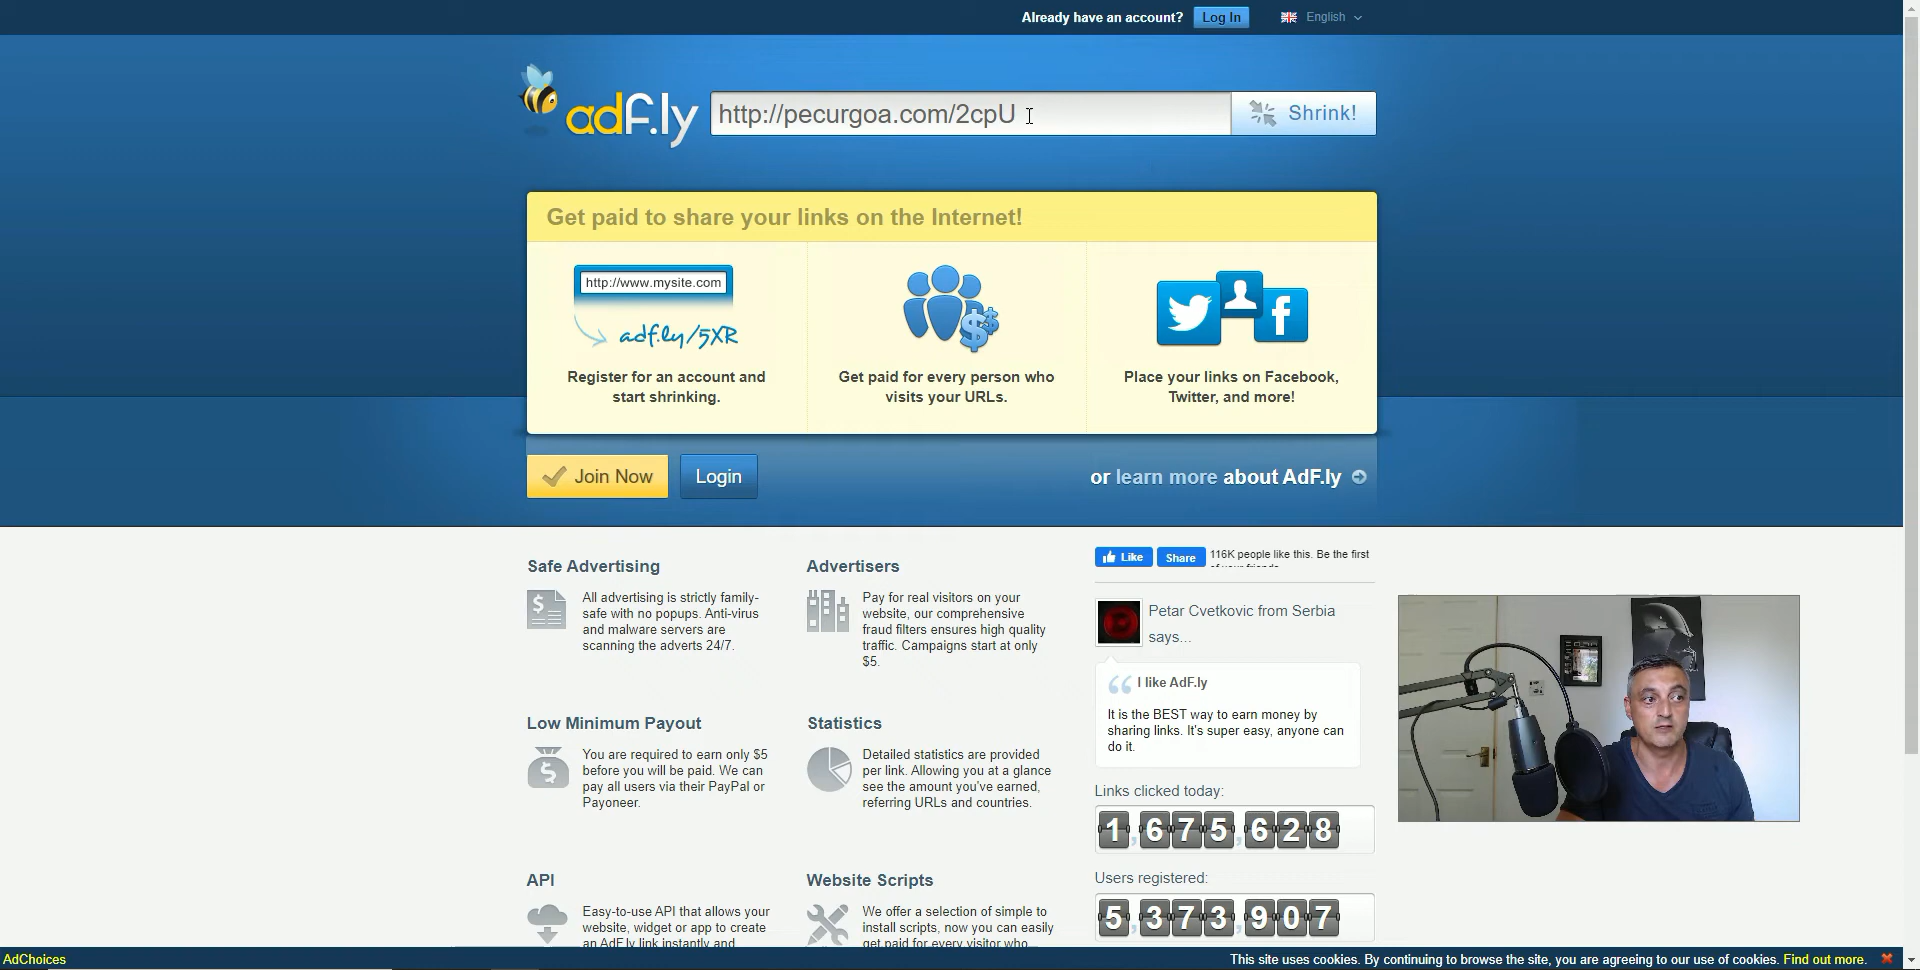 Already have an account? Log In English
adf.ly http://pecurgoa.com/2cpU Shrink!
Get paid to share your links on the Internet!
http://www.mysite.com
adf.ly/5XR
Register for an account and
start shrinking.
Get paid for every person who
visits your URLs.
Place your links on Facebook,
Twitter, and more!
Join Now Login or learn more about AdF.ly
Safe Advertising
All advertising is strictly family-
safe with no popups. Anti-virus
and malware servers are
scanning the adverts 24/7.
Advertisers
Pay for real visitors on your
website, our comprehensive
fraud filters ensures high quality
traffic. Campaigns start at only
$5.
Like Share 116K people like this. Be the first
Petar Cvetkovic from Serbia
says...
I like AdF.ly
It is the BEST way to earn money by
sharing links. It's super easy, anyone can
do it.
Low Minimum Payout
You are required to earn only $5
before you will be paid. We can
pay all users via their PayPal or
Payoneer.
Statistics
Detailed statistics are provided
per link. Allowing you at a glance
see the amount you've earned,
referring URLs and countries.
Links clicked today:
1,675,628
Users registered:
5,373,907
API
Easy-to-use API that allows your
website, widget or app to create
an AdF.ly link instantly and
Website Scripts
We offer a selection of simple to
install scripts, now you can easily
get paid for every visitor who
AdChoices
This site uses cookies. By continuing to browse the site, you are agreeing to our use of cookies. Find out more.